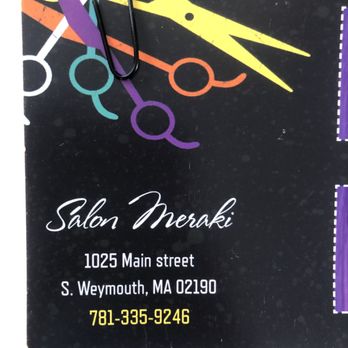 Salon Meraki
1025 Main street
S. Weymouth, MA 02190
781-335-9246